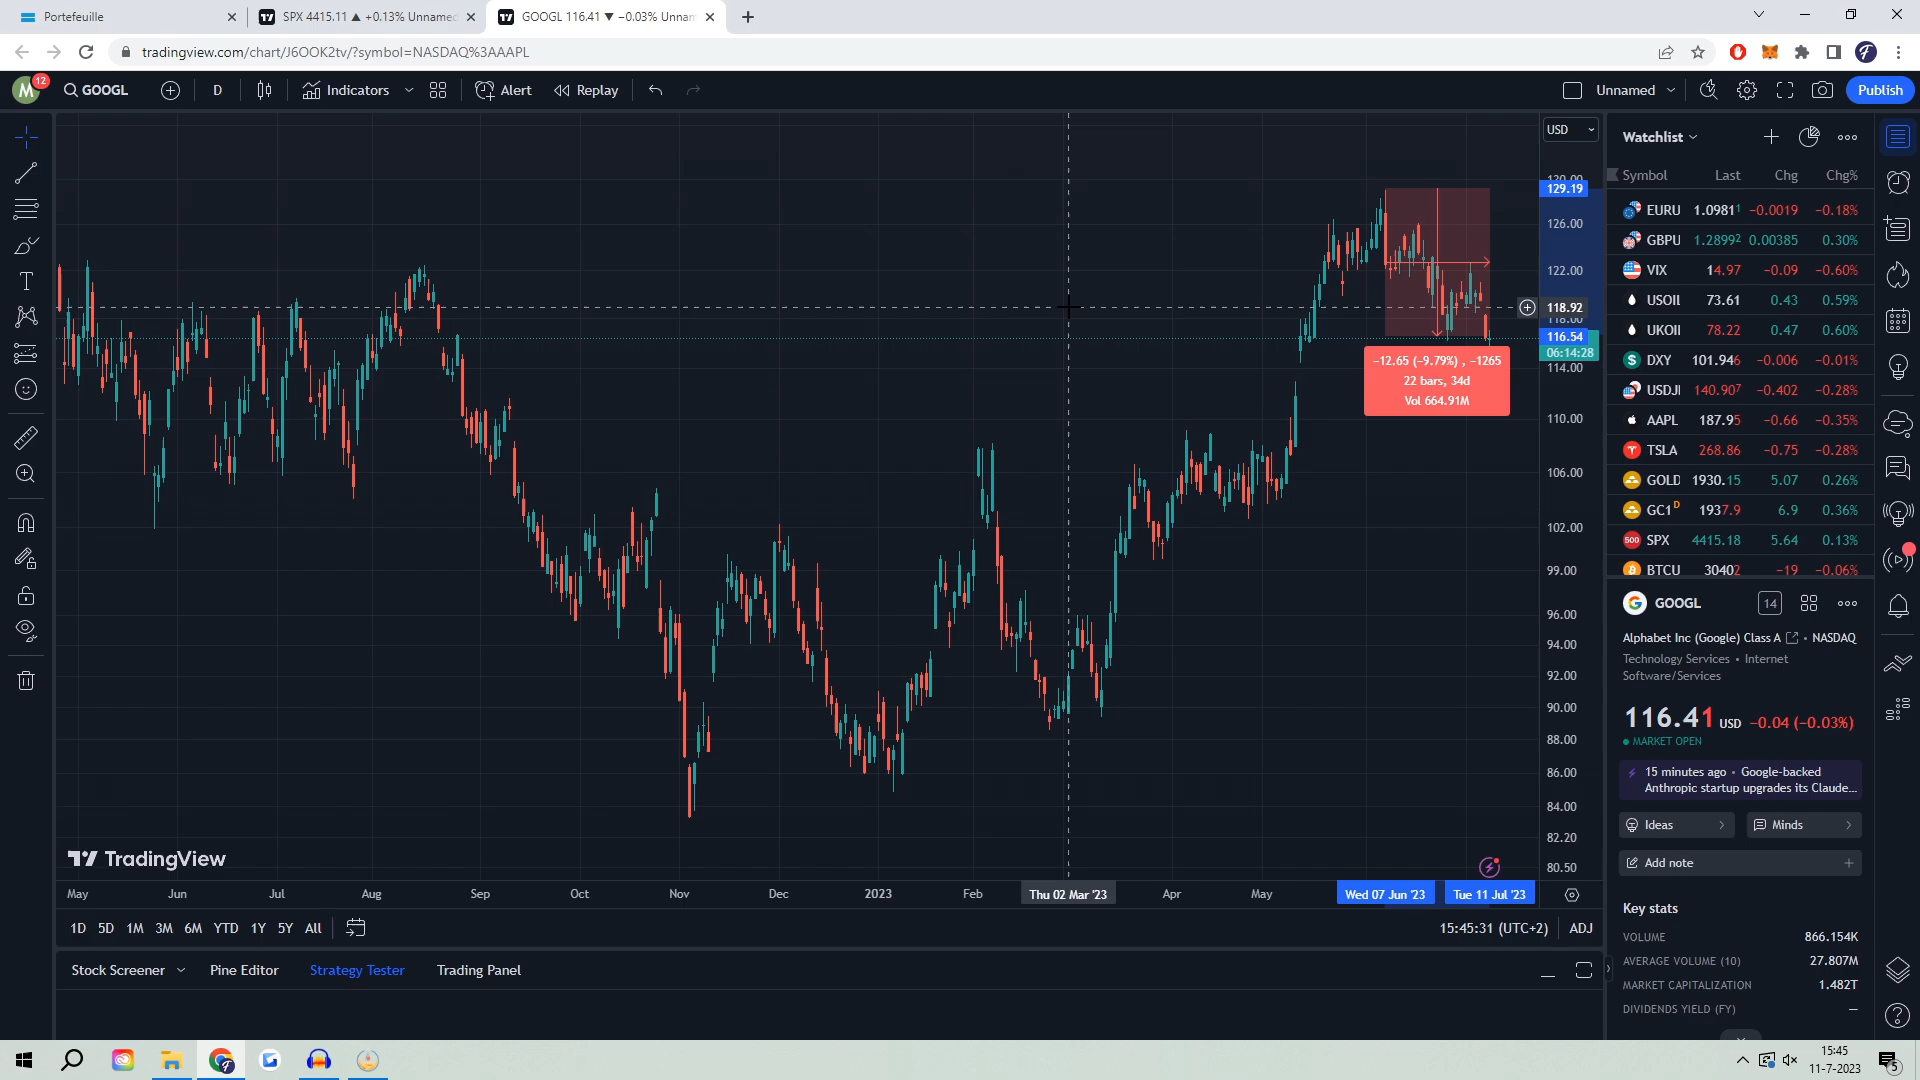 Portefeuille
SPX 4415.11 ▲ +0.13% Unnamed
GOOGL 116.41 ▼ −0.03% Unnam
tradingview.com/chart/J6OOK2tv/?symbol=NASDAQ%3AAAPL
M 12
GOOGL
D
Indicators
Alert
Replay
Unnamed
Publish
USD
129.19
126.00
122.00
118.92
118.00
116.54
06:14:28
114.00
110.00
106.00
102.00
99.00
96.00
94.00
92.00
90.00
88.00
86.00
84.00
82.20
80.50
−12.65 (−9.79%) , −1265
22 bars, 34d
Vol 664.91M
TradingView
May Jun Jul Aug Sep Oct Nov Dec 2023 Feb Thu 02 Mar '23 Apr May Wed 07 Jun '23 Tue 11 Jul '23
1D 5D 1M 3M 6M YTD 1Y 5Y All
15:45:31 (UTC+2) ADJ
Stock Screener Pine Editor Strategy Tester Trading Panel
Watchlist
Symbol Last Chg Chg%
EURU 1.0981 −0.0019 −0.18%
GBPU 1.28992 0.00385 0.30%
VIX 14.97 −0.09 −0.60%
USOIL 73.61 0.43 0.59%
UKOII 78.22 0.47 0.60%
DXY 101.946 −0.006 −0.01%
USDJI 140.907 −0.402 −0.28%
AAPL 187.95 −0.66 −0.35%
TSLA 268.86 −0.75 −0.28%
GOLD 1930.15 5.07 0.26%
GC1 D 1937.9 6.9 0.36%
500 SPX 4415.18 5.64 0.13%
BTCU 30402 −19 −0.06%
GOOGL
14
Alphabet Inc (Google) Class A • NASDAQ
Technology Services • Internet
Software/Services
116.41 USD −0.04 (−0.03%)
MARKET OPEN
15 minutes ago • Google-backed
Anthropic startup upgrades its Claude...
Ideas
Minds
Add note
Key stats
VOLUME 866.154K
AVERAGE VOLUME (10) 27.807M
MARKET CAPITALIZATION 1.482T
DIVIDENDS YIELD (FY) —
15:45
11-7-2023
5